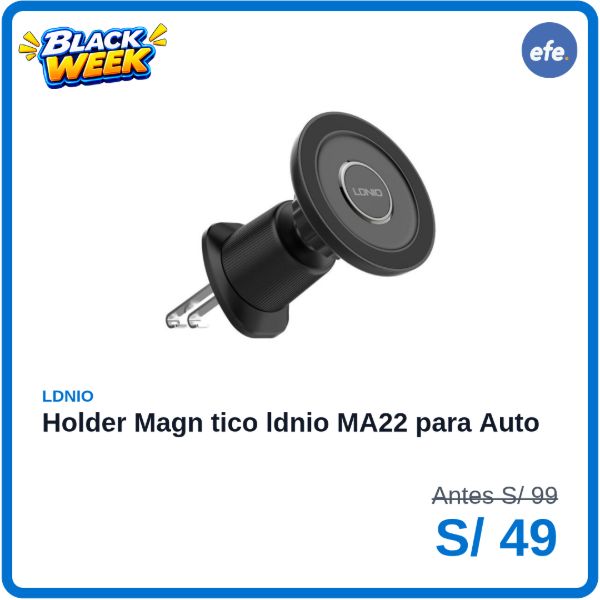 BLACK
WEEK
efe.
LDNIO
LDNIO
Holder Magn tico ldnio MA22 para Auto
Antes S/ 99
S/ 49